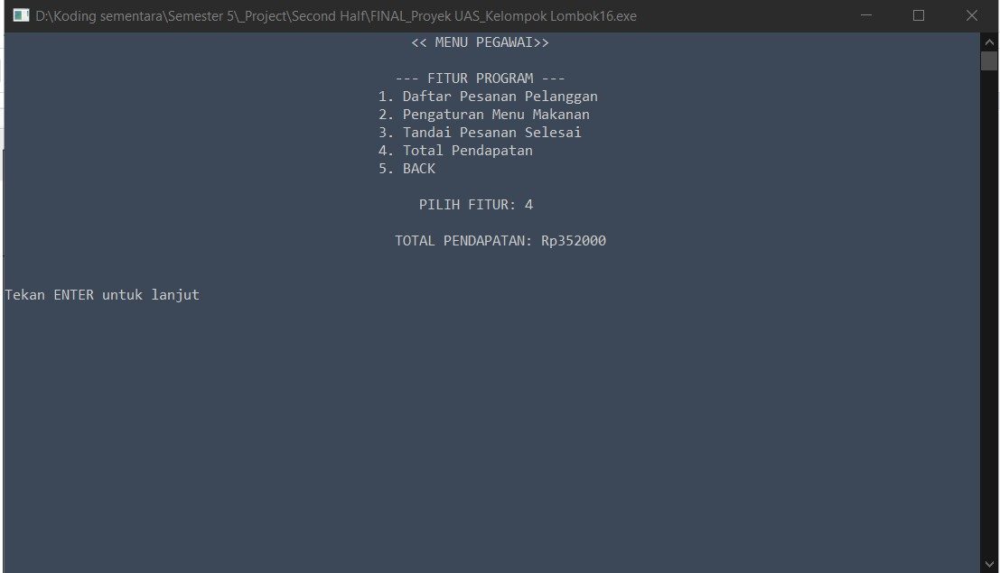 D:\Koding sementara\Semester 5\_Project\Second Half\FINAL_Proyek UAS_Kelompok Lombok16.exe
<< MENU PEGAWAI>>
--- FITUR PROGRAM ---
1. Daftar Pesanan Pelanggan
2. Pengaturan Menu Makanan
3. Tandai Pesanan Selesai
4. Total Pendapatan
5. BACK
PILIH FITUR: 4
TOTAL PENDAPATAN: Rp352000
Tekan ENTER untuk lanjut